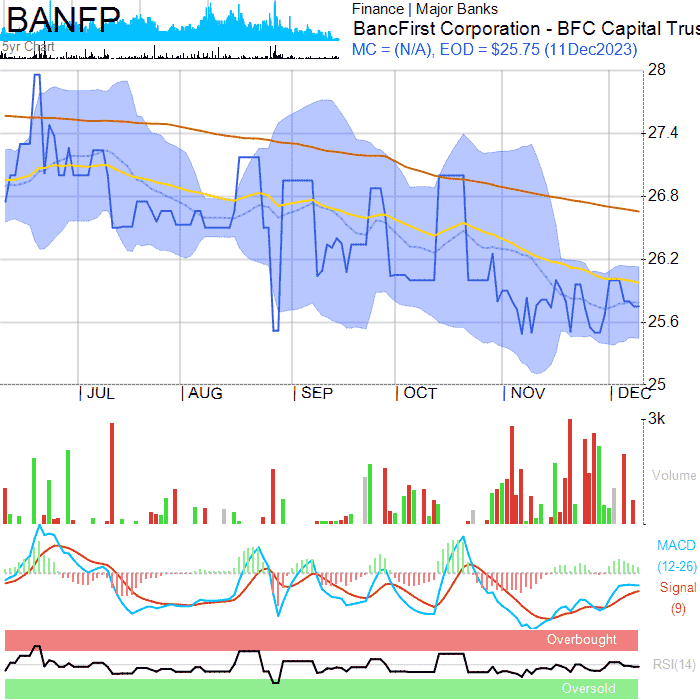 BANFP
5yr Chart
Finance | Major Banks
BancFirst Corporation - BFC Capital Trus
MC = (N/A), EOD = $25.75 (11Dec2023)
28
27.4
26.8
26.2
25.6
25
| JUL | AUG | SEP | OCT | NOV | DEC
3k
Volume
MACD
(12-26)
Signal
(9)
Overbought
RSI(14)
Oversold